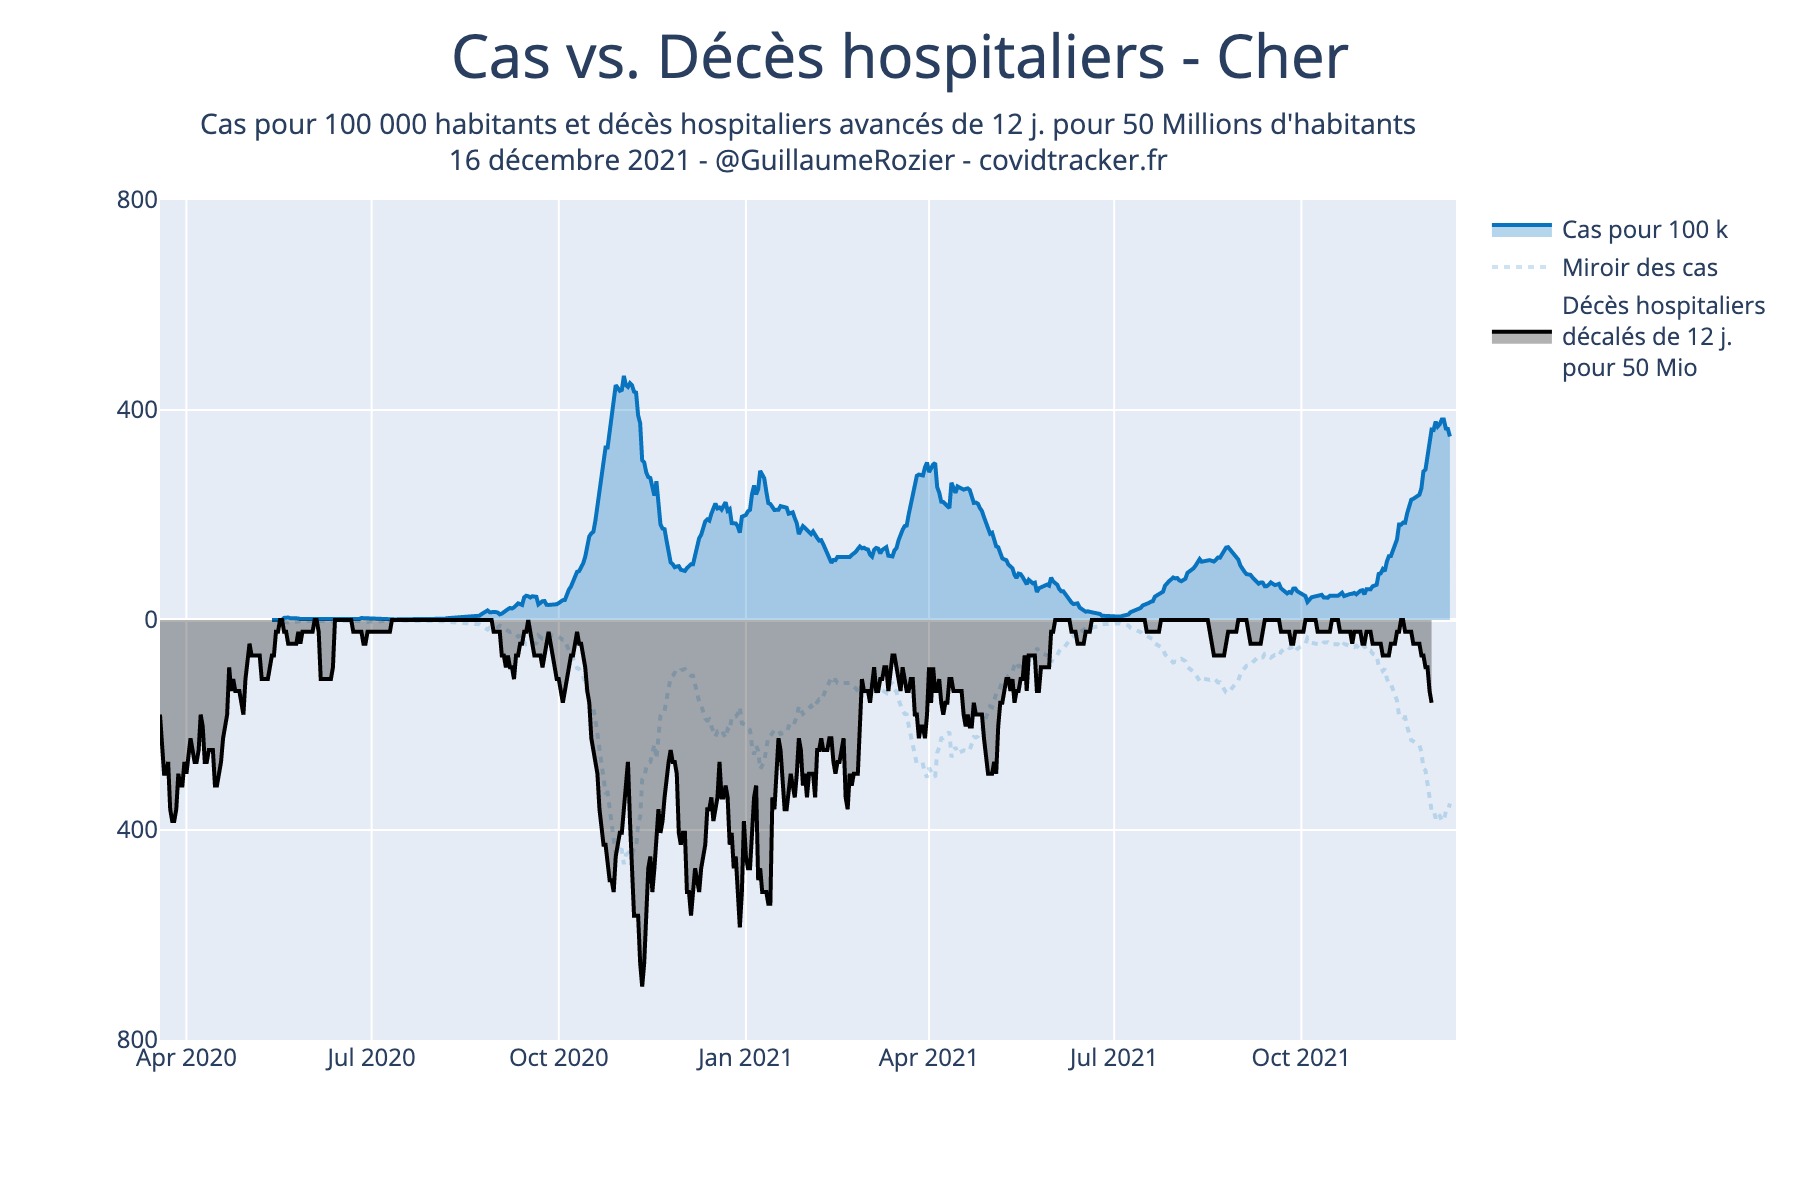 Cas vs. Décès hospitaliers - Cher
Cas pour 100 000 habitants et décès hospitaliers avancés de 12 j. pour 50 Millions d'habitants
16 décembre 2021 - @GuillaumeRozier - covidtracker.fr
800
400
0
400
800
Apr 2020
Jul 2020
Oct 2020
Jan 2021
Apr 2021
Jul 2021
Oct 2021
Cas pour 100 k
Miroir des cas
Décès hospitaliers
décalés de 12 j.
pour 50 Mio